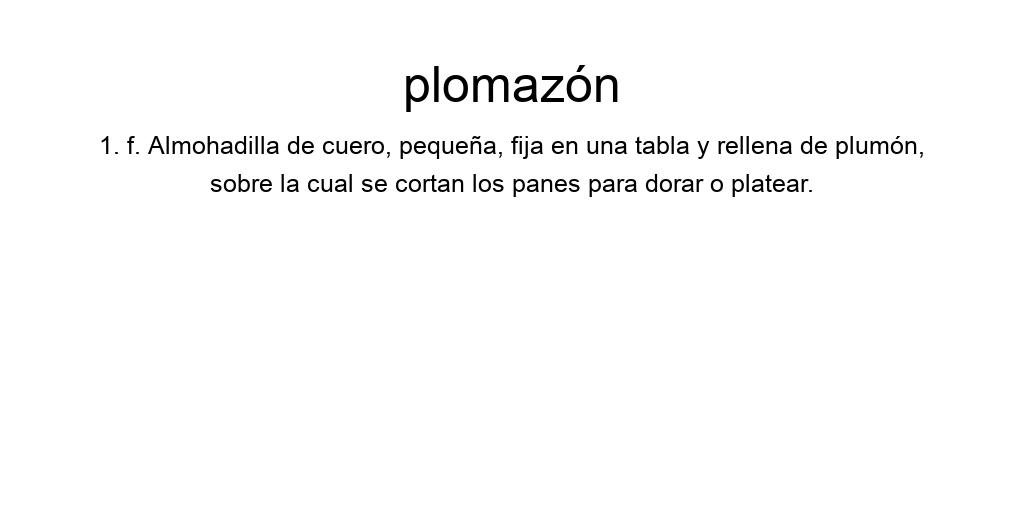 plomazón
1. f. Almohadilla de cuero, pequeña, fija en una tabla y rellena de plumón,
sobre la cual se cortan los panes para dorar o platear.